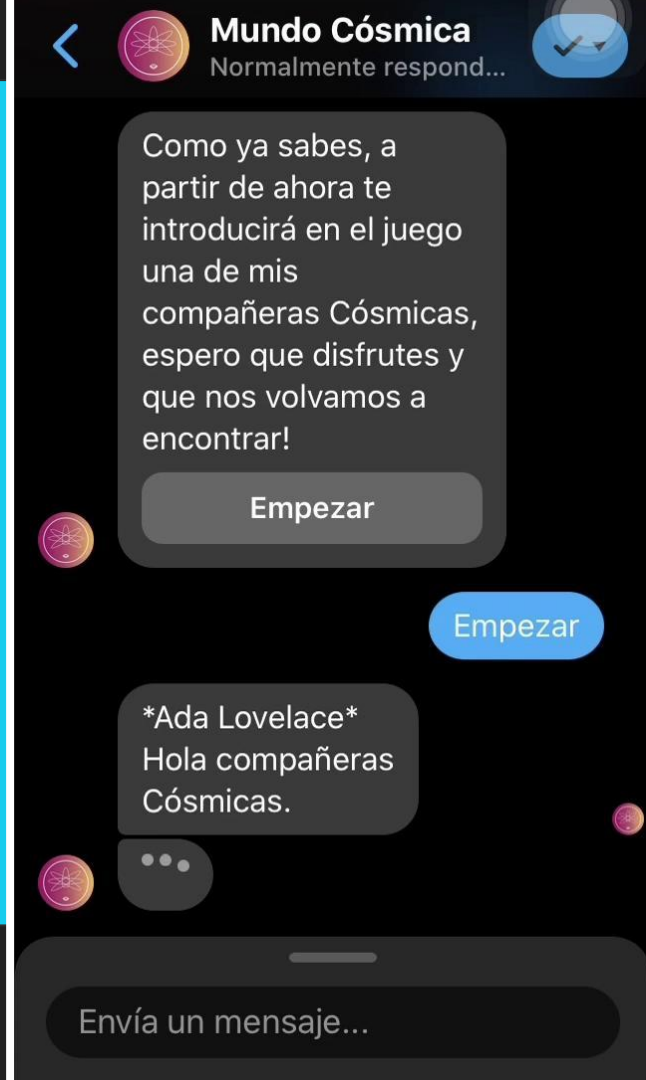 Mundo Cósmica
Normalmente respond...
Como ya sabes, a
partir de ahora te
introducirá en el juego
una de mis
compañeras Cósmicas,
espero que disfrutes y
que nos volvamos a
encontrar!
Empezar
Empezar
*Ada Lovelace*
Hola compañeras
Cósmicas.
Envía un mensaje...